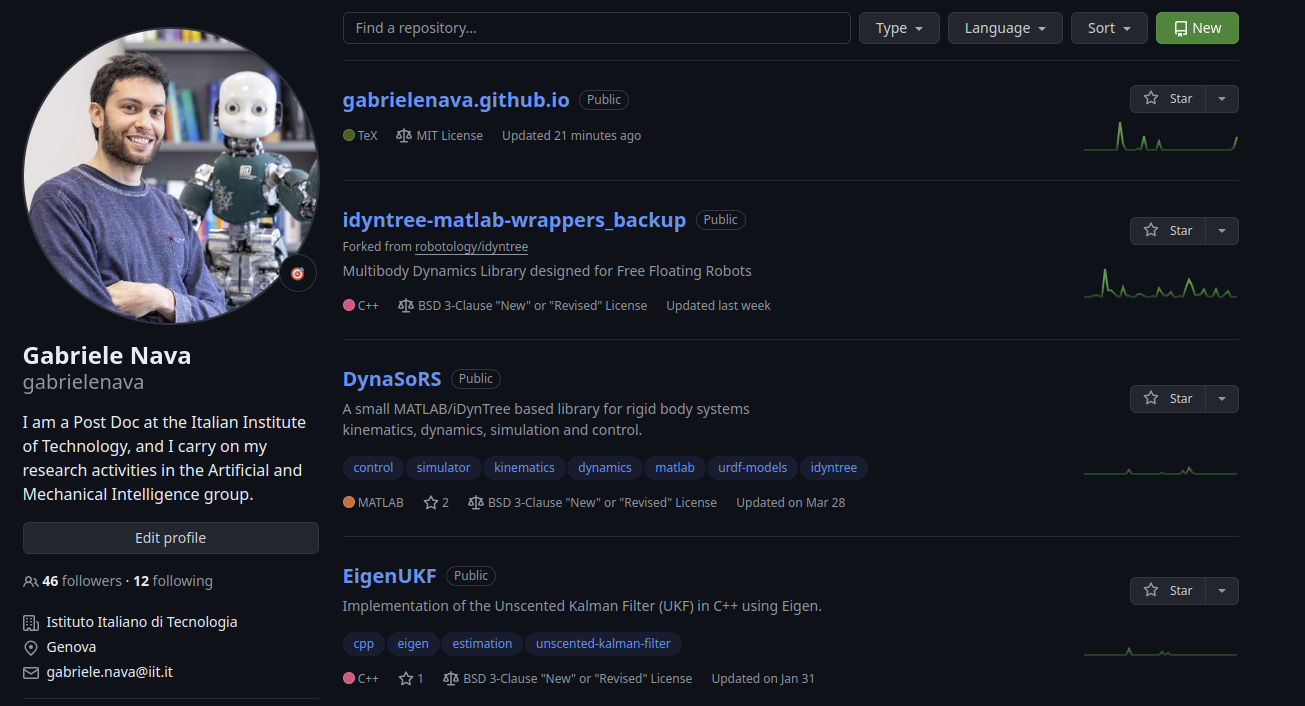 Find a repository...
Type
Language
Sort
New
gabrielenava.github.io
Public
Star
TeX
MIT License
Updated 21 minutes ago
idyntree-matlab-wrappers_backup
Public
Star
Forked from robotology/idyntree
Multibody Dynamics Library designed for Free Floating Robots
C++
BSD 3-Clause "New" or "Revised" License
Updated last week
DynaSoRS
Public
Star
A small MATLAB/iDynTree based library for rigid body systems
kinematics, dynamics, simulation and control.
control
simulator
kinematics
dynamics
matlab
urdf-models
idyntree
MATLAB
2
BSD 3-Clause "New" or "Revised" License
Updated on Mar 28
EigenUKF
Public
Star
Implementation of the Unscented Kalman Filter (UKF) in C++ using Eigen.
cpp
eigen
estimation
unscented-kalman-filter
C++
1
BSD 3-Clause "New" or "Revised" License
Updated on Jan 31
Gabriele Nava
gabrielenava
I am a Post Doc at the Italian Institute
of Technology, and I carry on my
research activities in the Artificial and
Mechanical Intelligence group.
Edit profile
46 followers · 12 following
Istituto Italiano di Tecnologia
Genova
gabriele.nava@iit.it